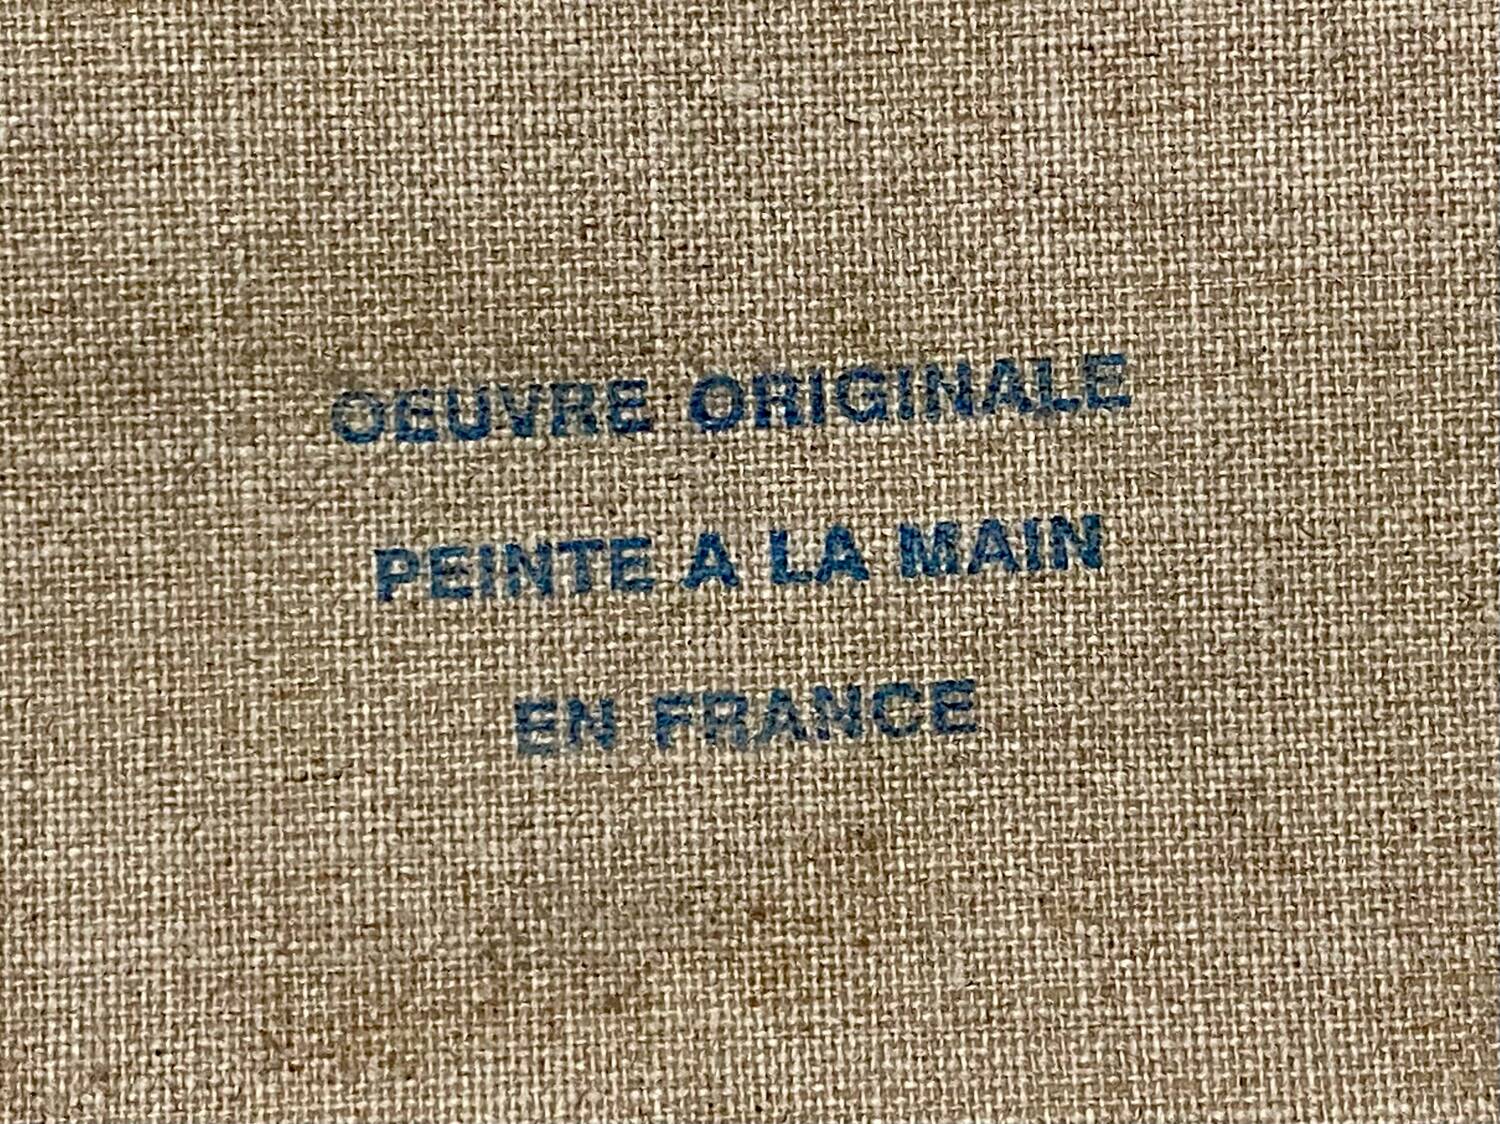 OEUVRE ORIGINALE
PEINTE A LA MAIN
EN FRANCE